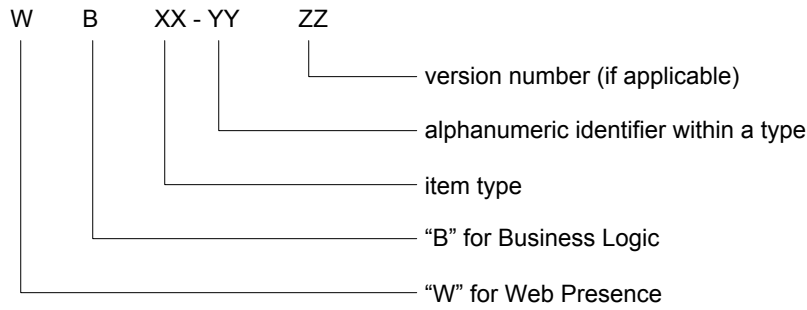 W B XX - YY ZZ
version number (if applicable)
alphanumeric identifier within a type
item type
“B” for Business Logic
“W” for Web Presence